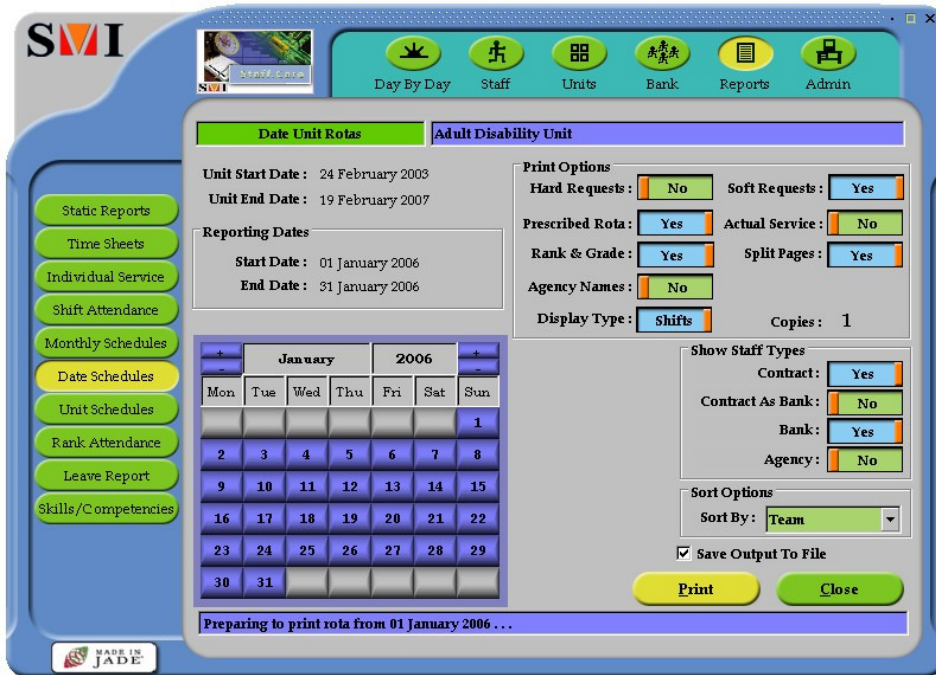 SMI
Staff.Care
SMI
Day By Day Staff Units Bank Reports Admin
Date Unit Rotas Adult Disability Unit
Unit Start Date : 24 February 2003
Unit End Date : 19 February 2007
Reporting Dates
Start Date : 01 January 2006
End Date : 31 January 2006
Print Options
Hard Requests : No Soft Requests : Yes
Prescribed Rota : Yes Actual Service : No
Rank & Grade : Yes Split Pages : Yes
Agency Names : No
Display Type : Shifts Copies : 1
Static Reports
Time Sheets
Individual Service
Shift Attendance
Monthly Schedules
Date Schedules
Unit Schedules
Rank Attendance
Leave Report
Skills/Competencies
+ January 2006 +
- -
Mon Tue Wed Thu Fri Sat Sun
1
2 3 4 5 6 7 8
9 10 11 12 13 14 15
16 17 18 19 20 21 22
23 24 25 26 27 28 29
30 31
Show Staff Types
Contract : Yes
Contract As Bank : No
Bank : Yes
Agency : No
Sort Options
Sort By : Team
Save Output To File
Print Close
Preparing to print rota from 01 January 2006 . . .
MADE IN
JADE